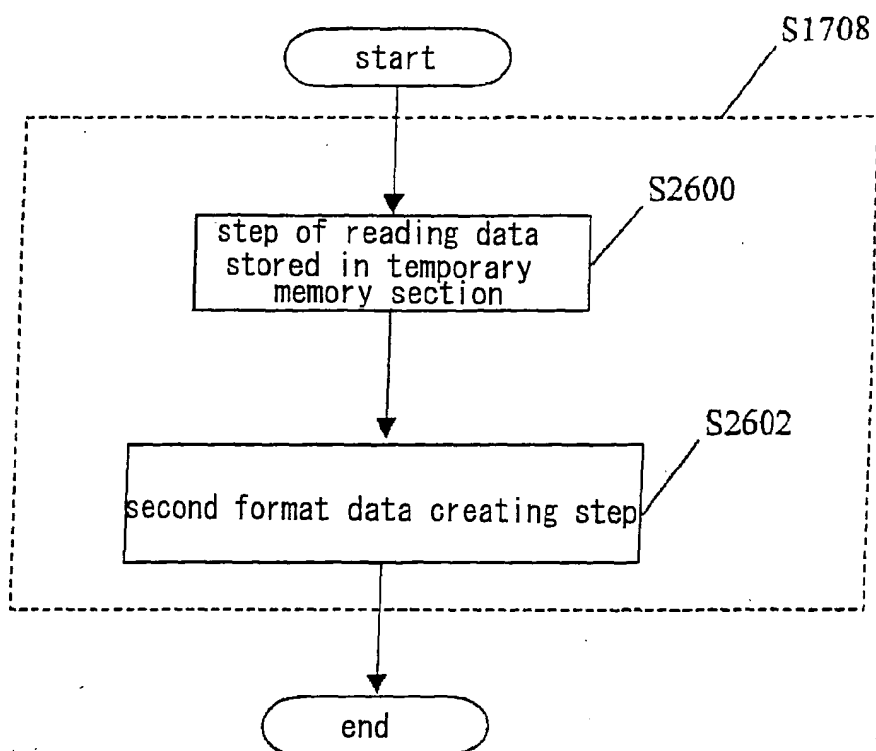 start
S1708
S2600
step of reading data
stored in temporary
memory section
S2602
second format data creating step
end